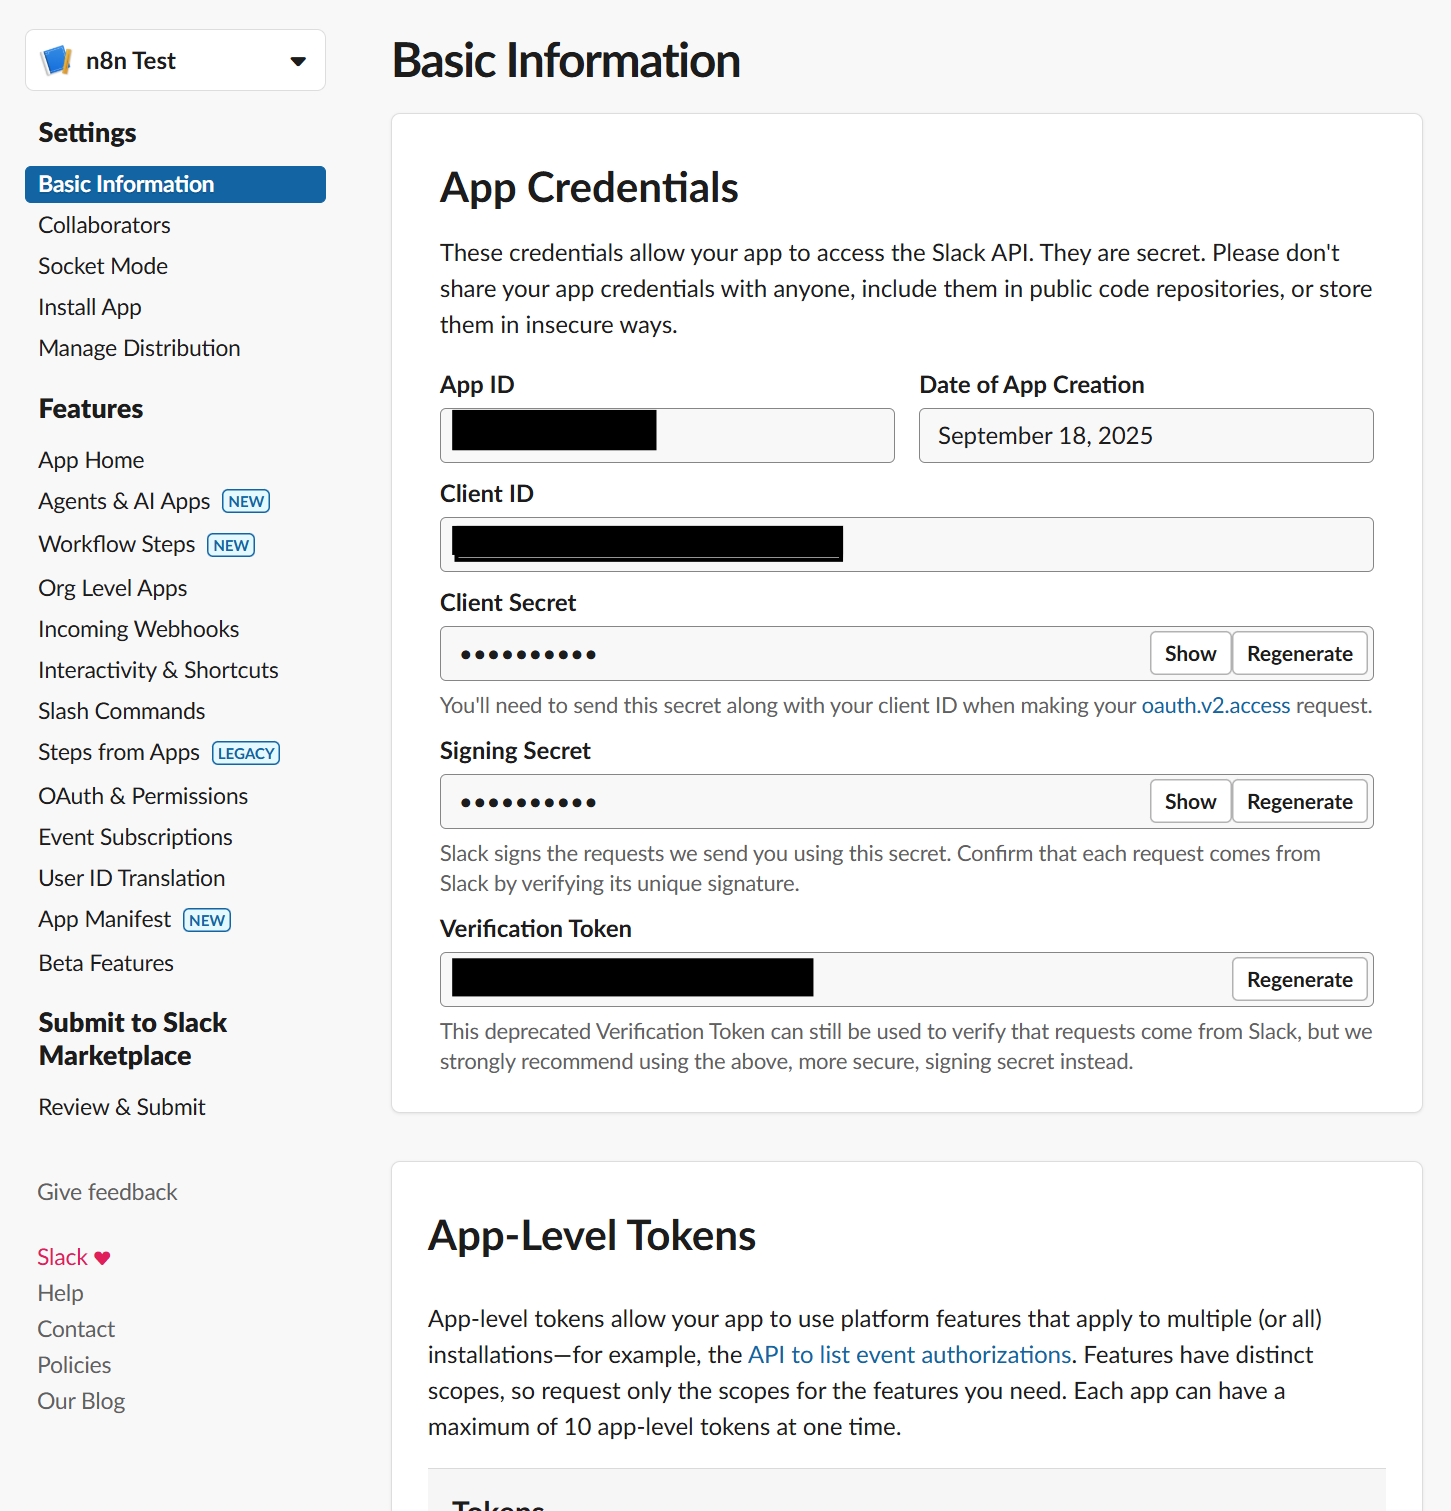 n8n Test
Settings
Basic Information
Collaborators
Socket Mode
Install App
Manage Distribution
Features
App Home
Agents & AI Apps NEW
Workflow Steps NEW
Org Level Apps
Incoming Webhooks
Interactivity & Shortcuts
Slash Commands
Steps from Apps LEGACY
OAuth & Permissions
Event Subscriptions
User ID Translation
App Manifest NEW
Beta Features
Submit to Slack
Marketplace
Review & Submit
Give feedback
Slack ♥
Help
Contact
Policies
Our Blog
Basic Information
App Credentials
These credentials allow your app to access the Slack API. They are secret. Please don't
share your app credentials with anyone, include them in public code repositories, or store
them in insecure ways.
App ID
Date of App Creation
September 18, 2025
Client ID
Client Secret
•••••••••• Show Regenerate
You'll need to send this secret along with your client ID when making your oauth.v2.access request.
Signing Secret
•••••••••• Show Regenerate
Slack signs the requests we send you using this secret. Confirm that each request comes from
Slack by verifying its unique signature.
Verification Token
Regenerate
This deprecated Verification Token can still be used to verify that requests come from Slack, but we
strongly recommend using the above, more secure, signing secret instead.
App-Level Tokens
App-level tokens allow your app to use platform features that apply to multiple (or all)
installations—for example, the API to list event authorizations. Features have distinct
scopes, so request only the scopes for the features you need. Each app can have a
maximum of 10 app-level tokens at one time.
Tokens